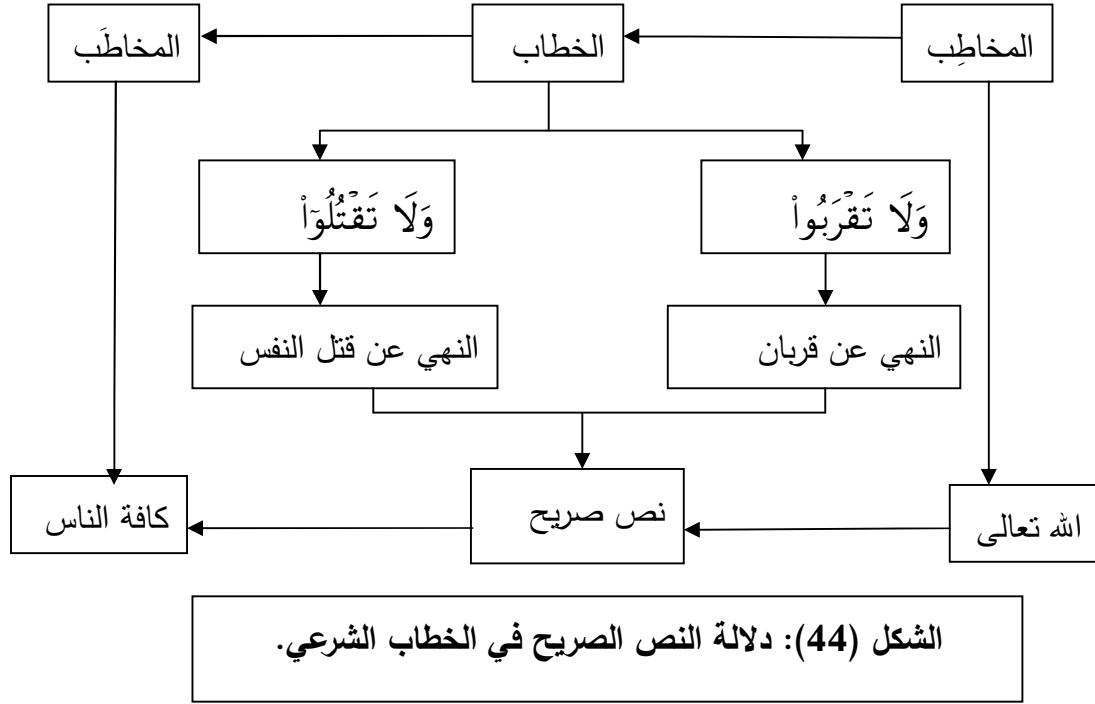 المخاطِب
الخطاب
المخاطَب
وَلَا تَقۡرَبُواْ
وَلَا تَقۡتُلُوٓاْ
النهي عن قربان
النهي عن قتل النفس
الله تعالى
نص صريح
كافة الناس
الشكل (44): دلالة النص الصريح في الخطاب الشرعي.